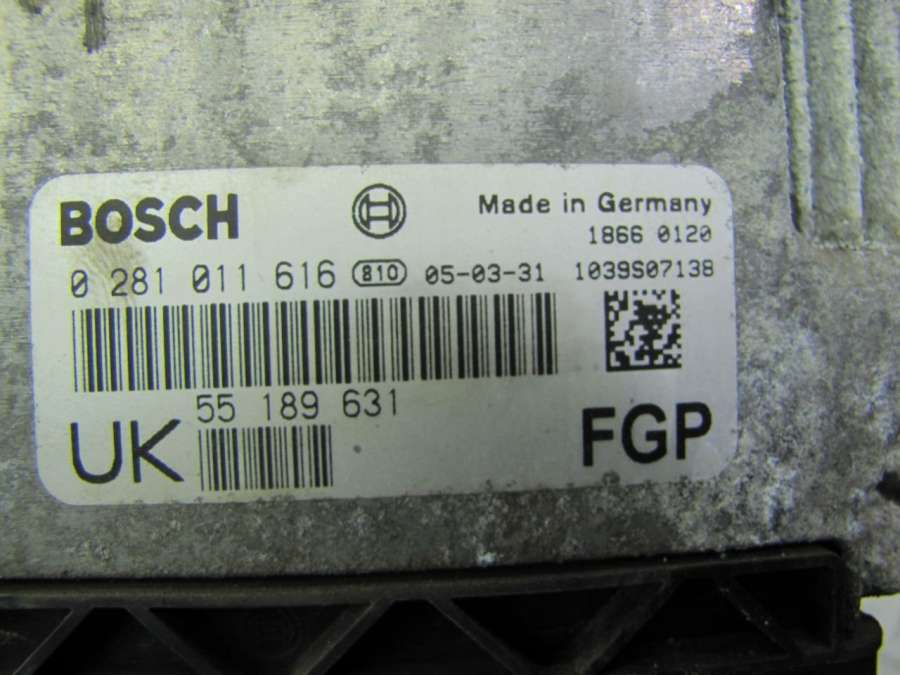 BOSCH
Made in Germany
1866 0120
0 281 011 616 810 05-03-31 1039S07138
55 189 631
UK
FGP